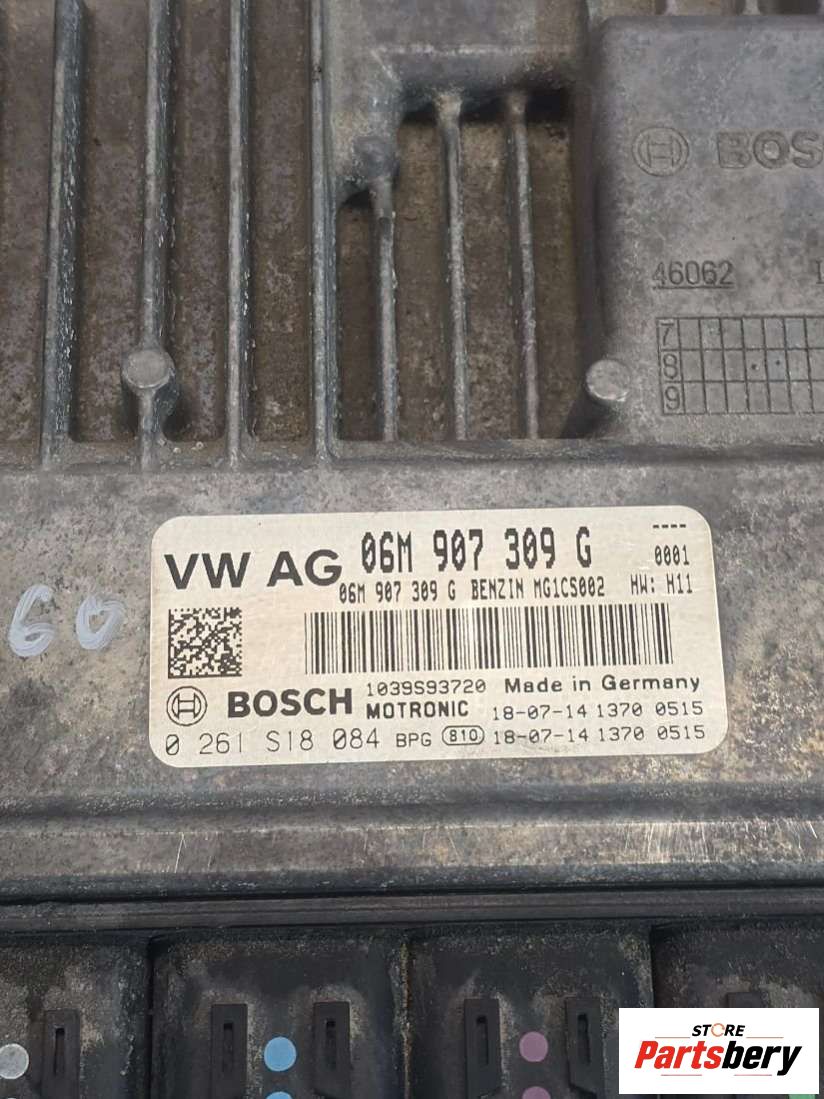 BOSC
46062
7
8
9
VW AG 06M 907 309 G ----
0001
06M 907 309 G BENZIN MG1CS002 HW: H11
60
BOSCH 1039S93720 Made in Germany
MOTRONIC 18-07-14 1370 0515
0 261 S18 084 BPG 810 18-07-14 1370 0515
STORE
Partsbery